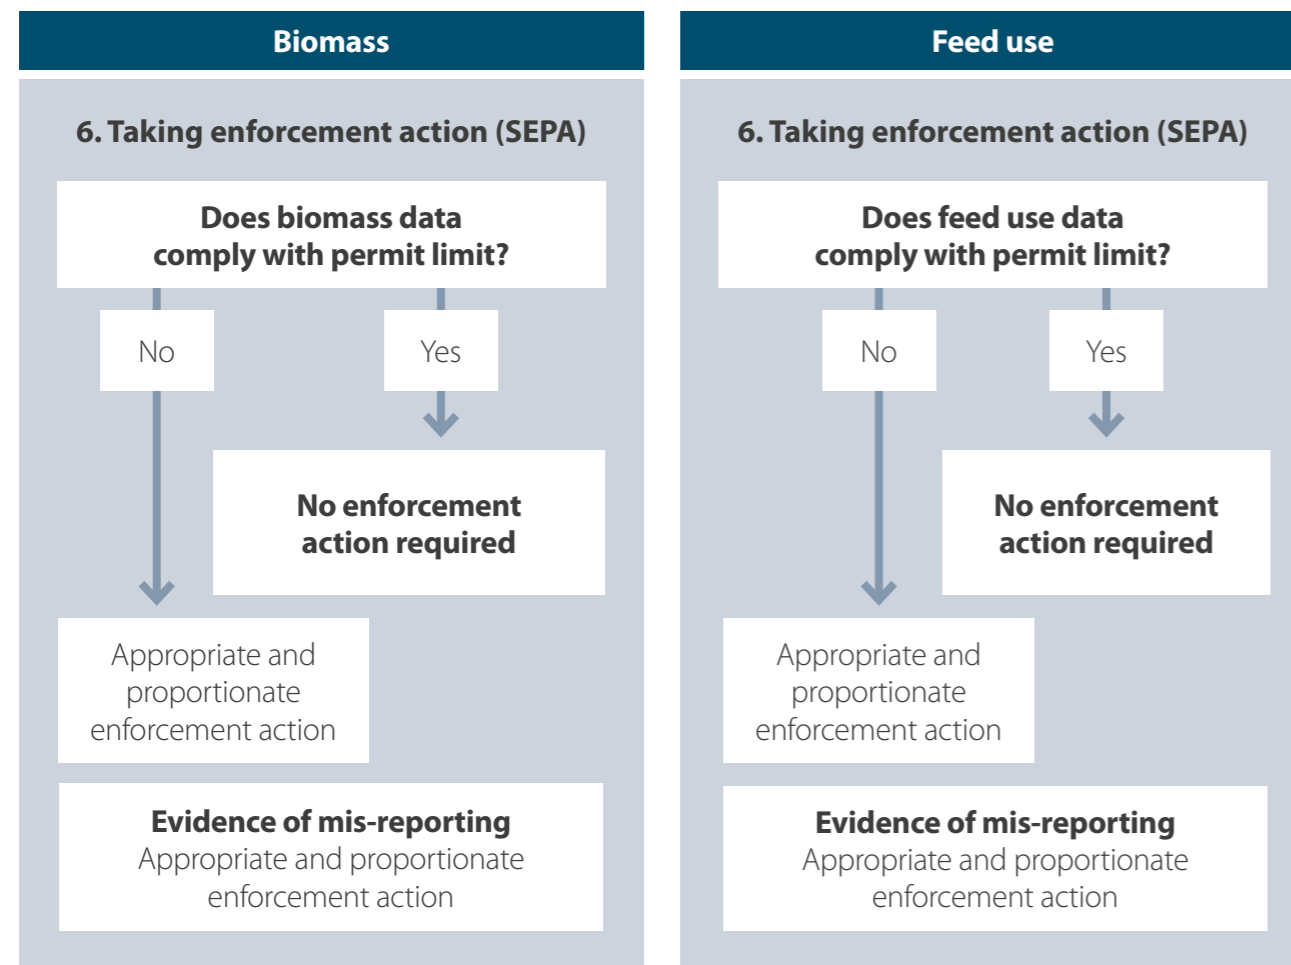 Biomass
6. Taking enforcement action (SEPA)
Does biomass data
comply with permit limit?
No
Yes
No enforcement
action required
Appropriate and
proportionate
enforcement action
Evidence of mis-reporting
Appropriate and proportionate
enforcement action
Feed use
6. Taking enforcement action (SEPA)
Does feed use data
comply with permit limit?
No
Yes
No enforcement
action required
Appropriate and
proportionate
enforcement action
Evidence of mis-reporting
Appropriate and proportionate
enforcement action